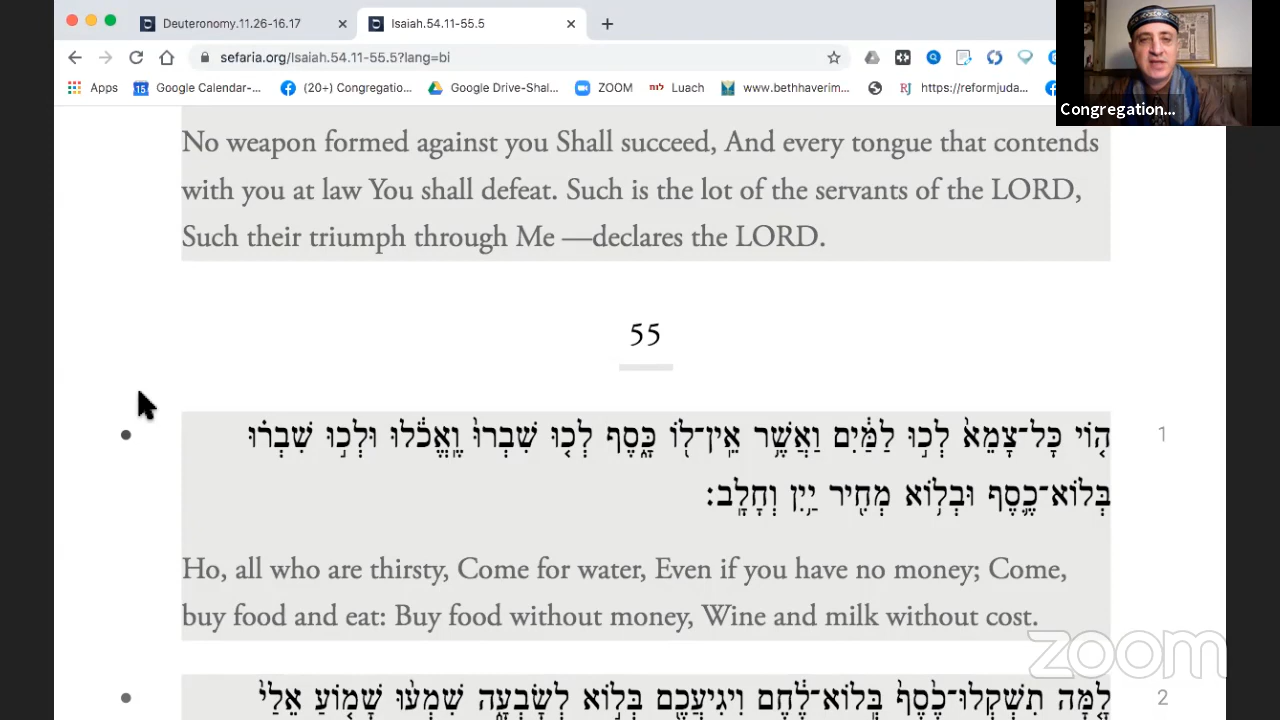 Deuteronomy.11.26-16.17
Isaiah.54.11-55.5
sefaria.org/Isaiah.54.11-55.5?lang=bi
Apps
Google Calendar-...
(20+) Congregatio...
Google Drive-Shal...
ZOOM
Luach
www.bethhaverim...
https://reformjuda...
Congregation...
No weapon formed against you Shall succeed, And every tongue that contends
with you at law You shall defeat. Such is the lot of the servants of the LORD,
Such their triumph through Me —declares the LORD.
55
1
ה֤וֹי כׇּל־צָמֵא֙ לְכ֣וּ לַמַּ֔יִם וַאֲשֶׁ֥ר אֵֽין־ל֖וֹ כָּ֑סֶף לְכ֤וּ שִׁבְרוּ֙ וֶֽאֱכֹ֔לוּ וּלְכ֣וּ שִׁבְר֗וּ
בְּלוֹא־כֶ֛סֶף וּבְל֥וֹא מְחִ֖יר יַ֥יִן וְחָלָֽב׃
Ho, all who are thirsty, Come for water, Even if you have no money; Come,
buy food and eat: Buy food without money, Wine and milk without cost.
zoom
2
לָ֤מָּה תִשְׁקְלוּ־כֶ֙סֶף֙ בְּֽלוֹא־לֶ֔חֶם וִיגִיעֲכֶ֖ם בְּל֣וֹא לְשׇׂבְעָ֑ה שִׁמְע֨וּ שָׁמ֤וֹעַ אֵלַי֙